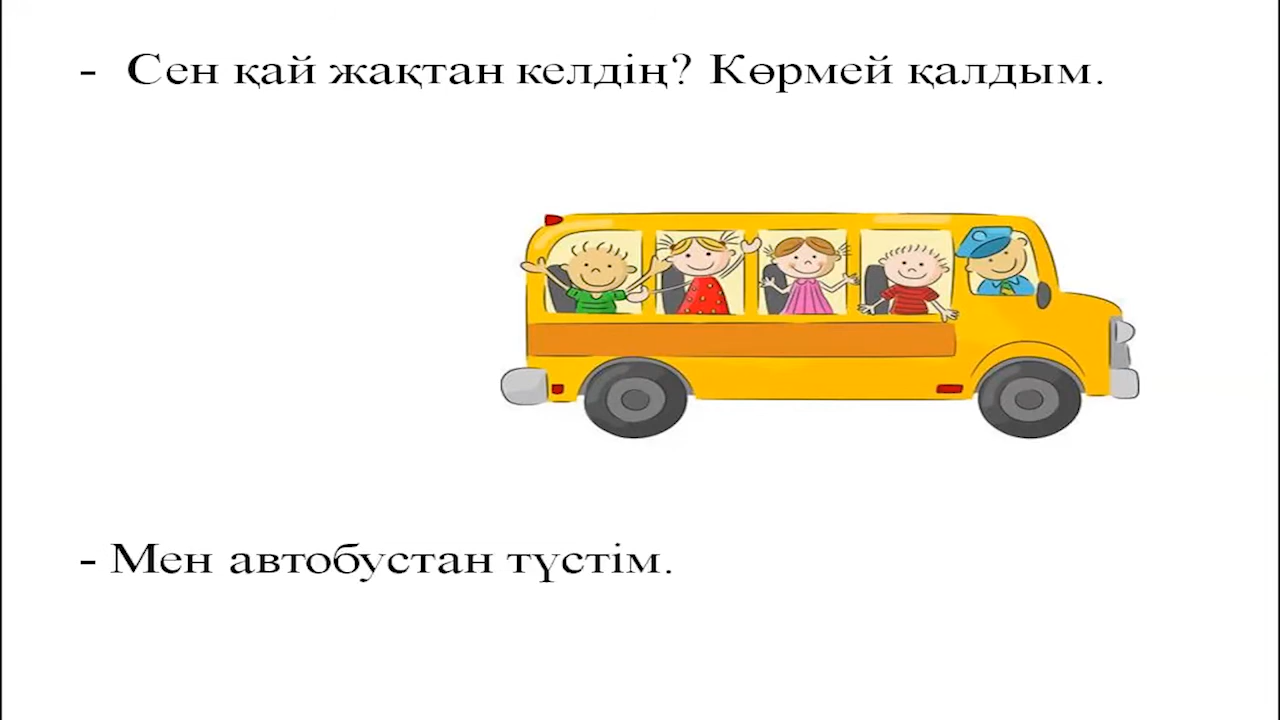 - Сен қай жақтан келдің? Көрмей қалдым.
- Мен автобустан түстім.